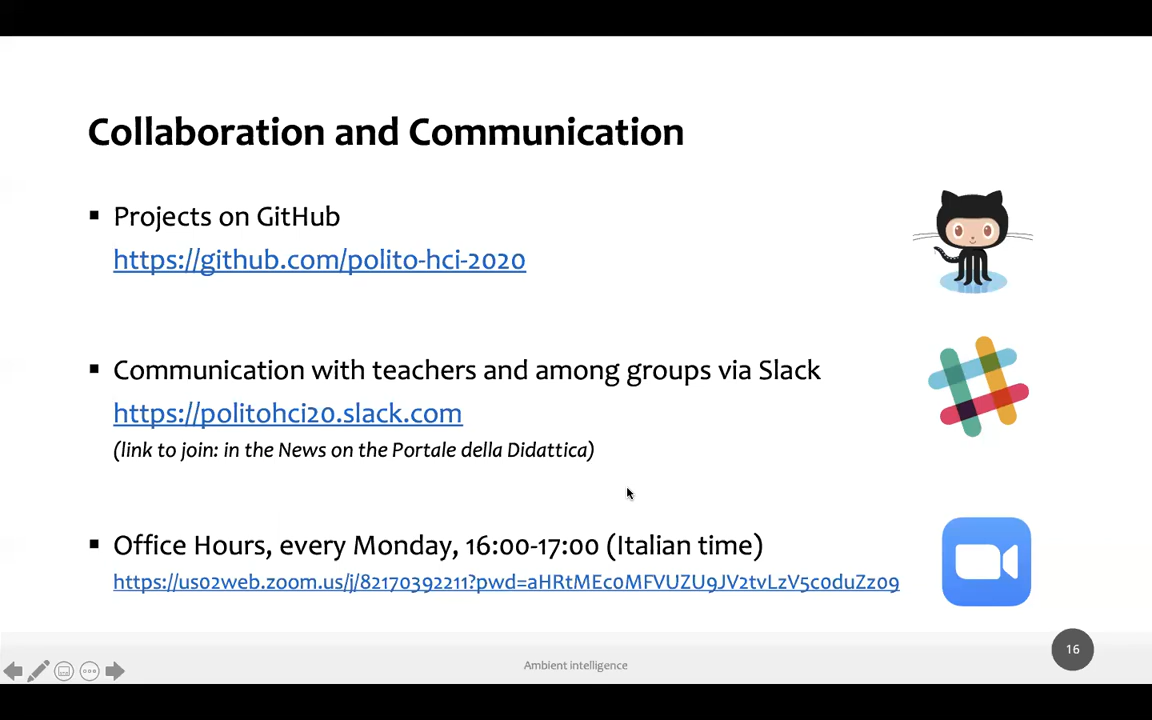 Collaboration and Communication
▪ Projects on GitHub
https://github.com/polito-hci-2020
▪ Communication with teachers and among groups via Slack
https://politohci20.slack.com
(link to join: in the News on the Portale della Didattica)
▪ Office Hours, every Monday, 16:00-17:00 (Italian time)
https://us02web.zoom.us/j/82170392211?pwd=aHRtMEc0MFVUZU9JV2tvLzV5c0duZz09
Ambient intelligence
16